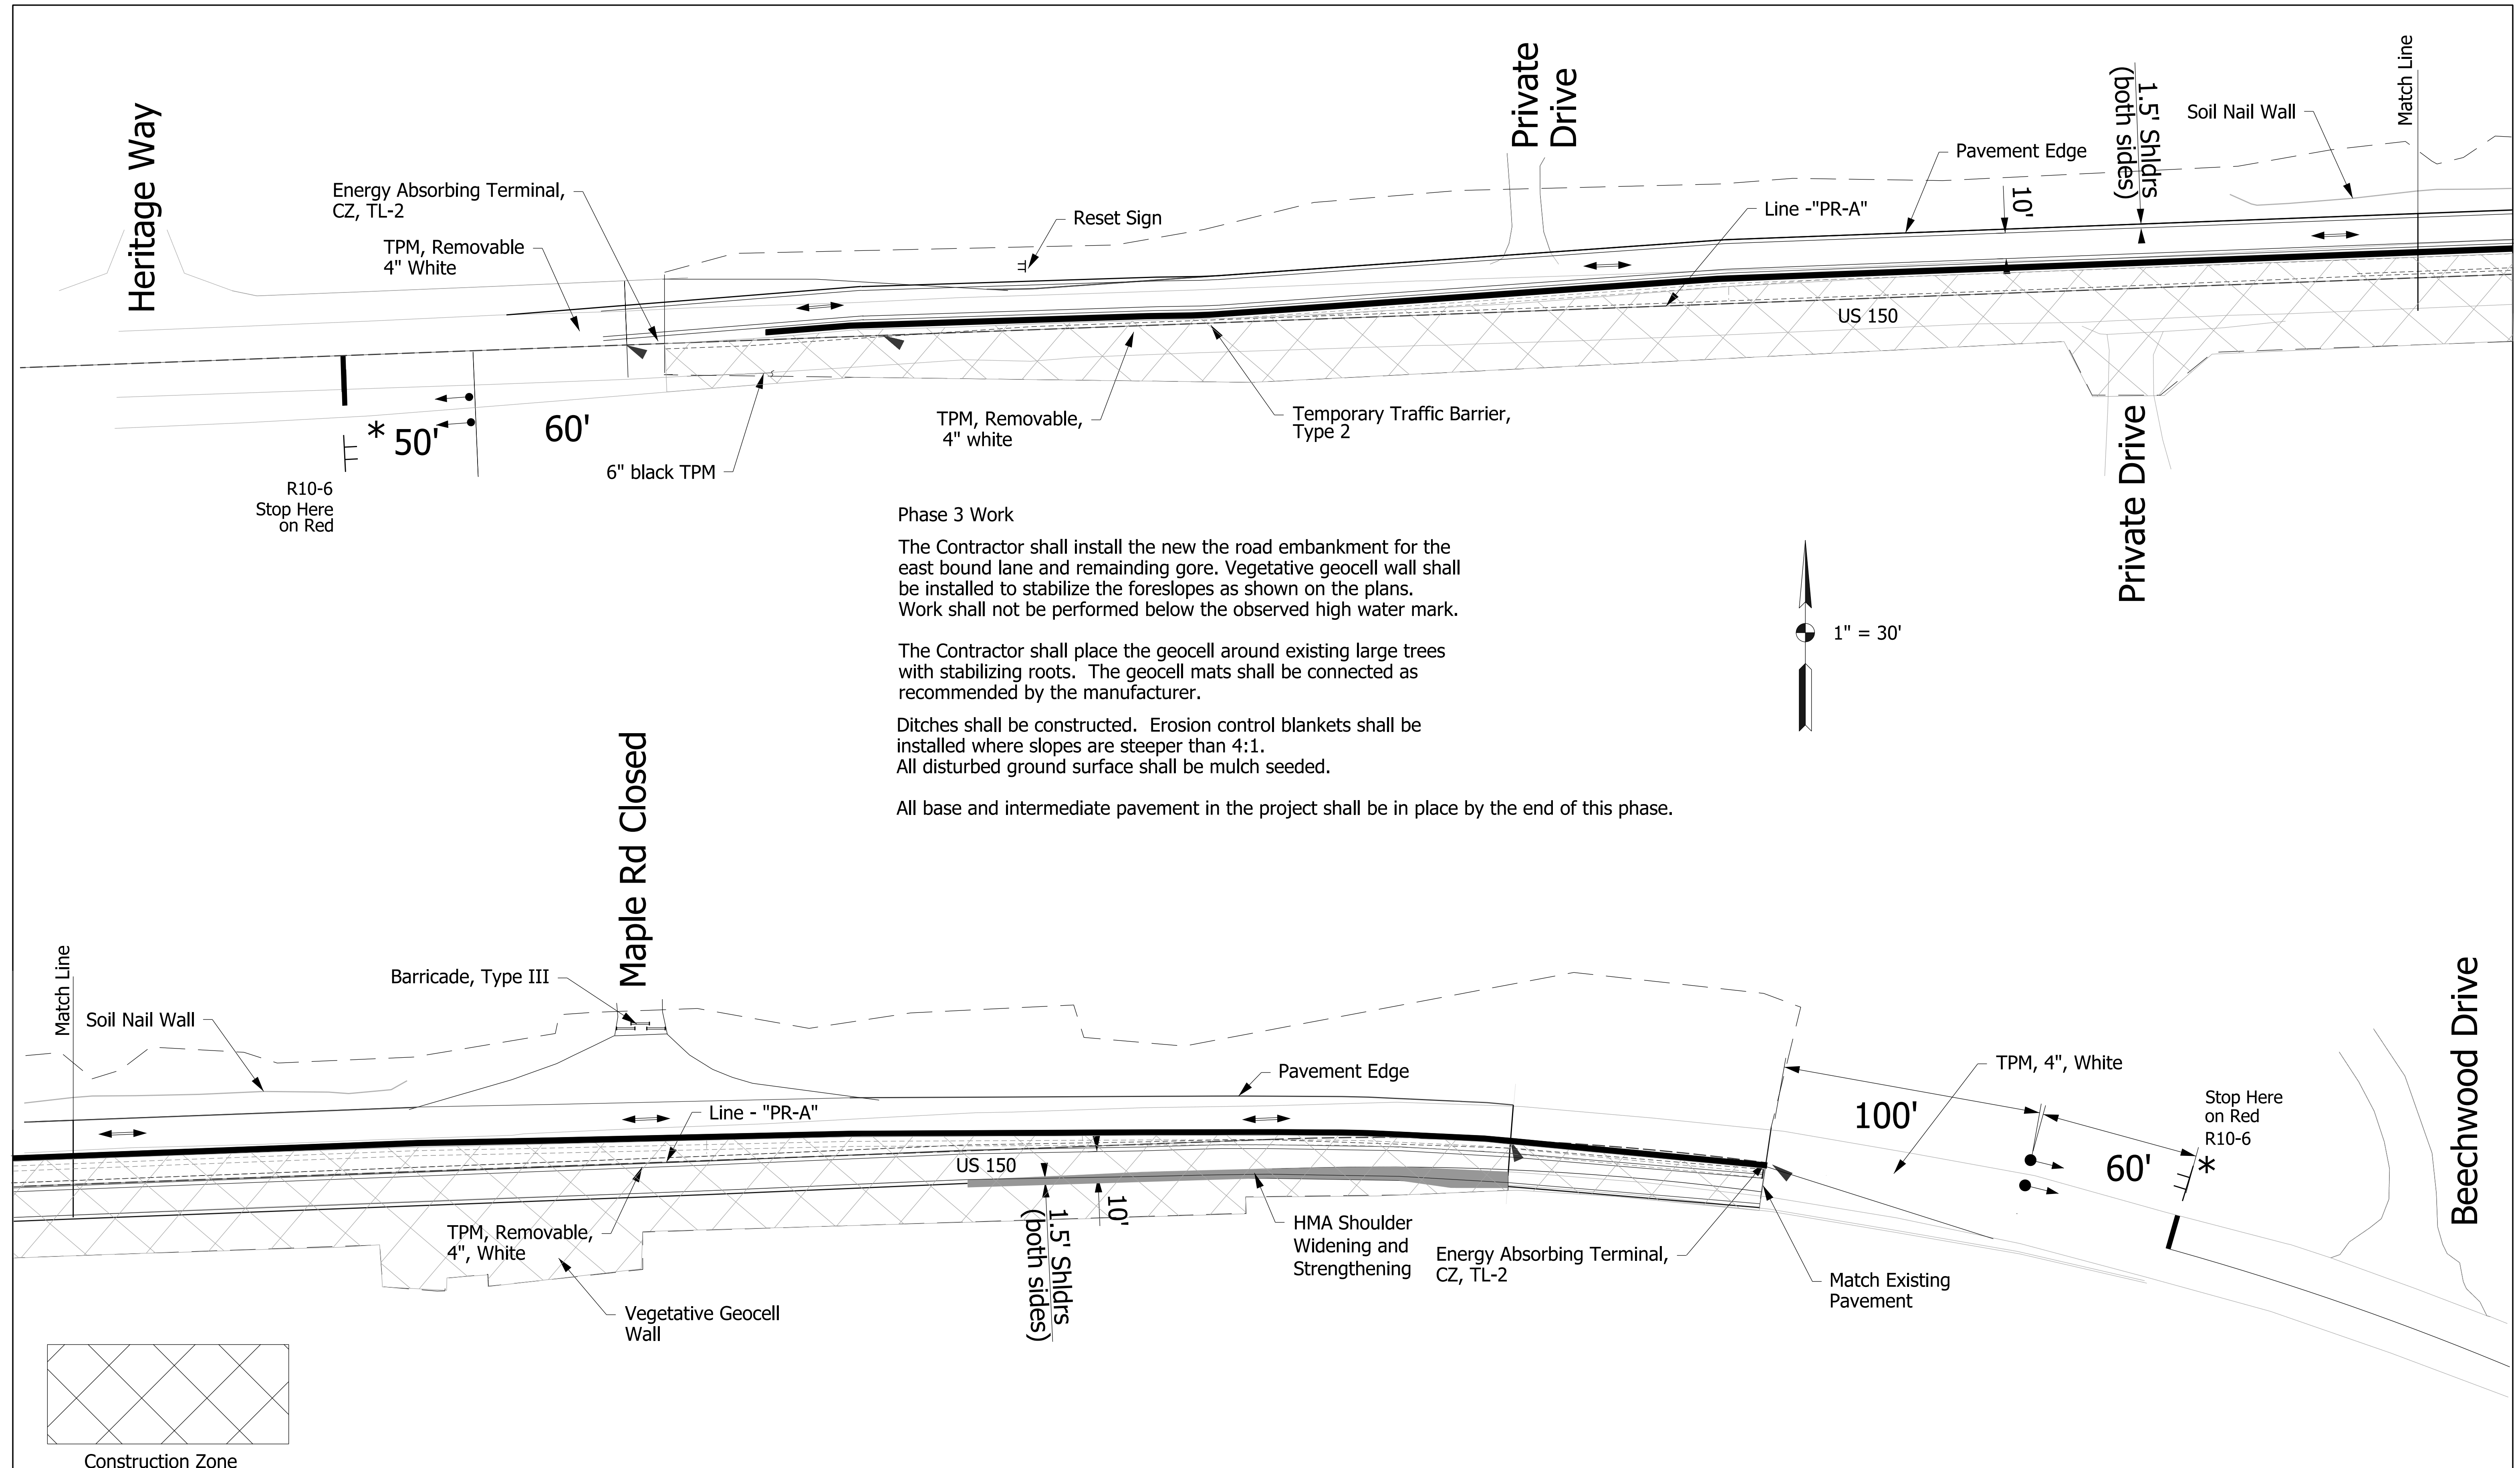 Heritage Way
Energy Absorbing Terminal,
CZ, TL-2
TPM, Removable
4" White
Reset Sign
Private
Drive
1.5' Shldrs
(both sides)
Soil Nail Wall
Match Line
Pavement Edge
Line -"PR-A"
10'
US 150
* 50'
60'
R10-6
Stop Here
on Red
6" black TPM
TPM, Removable,
4" white
Temporary Traffic Barrier,
Type 2
Private Drive
Phase 3 Work
The Contractor shall install the new the road embankment for the
east bound lane and remainding gore. Vegetative geocell wall shall
be installed to stabilize the foreslopes as shown on the plans.
Work shall not be performed below the observed high water mark.
The Contractor shall place the geocell around existing large trees
with stabilizing roots.  The geocell mats shall be connected as
recommended by the manufacturer.
Ditches shall be constructed.  Erosion control blankets shall be
installed where slopes are steeper than 4:1.
All disturbed ground surface shall be mulch seeded.
All base and intermediate pavement in the project shall be in place by the end of this phase.
1" = 30'
Match Line
Soil Nail Wall
Barricade, Type III
Maple Rd Closed
Line - "PR-A"
Pavement Edge
US 150
TPM, Removable,
4", White
Vegetative Geocell
Wall
1.5' Shldrs
(both sides)
10'
HMA Shoulder
Widening and
Strengthening
Energy Absorbing Terminal,
CZ, TL-2
Match Existing
Pavement
100'
TPM, 4", White
60'
Stop Here
on Red
R10-6
*
Beechwood Drive
Construction Zone